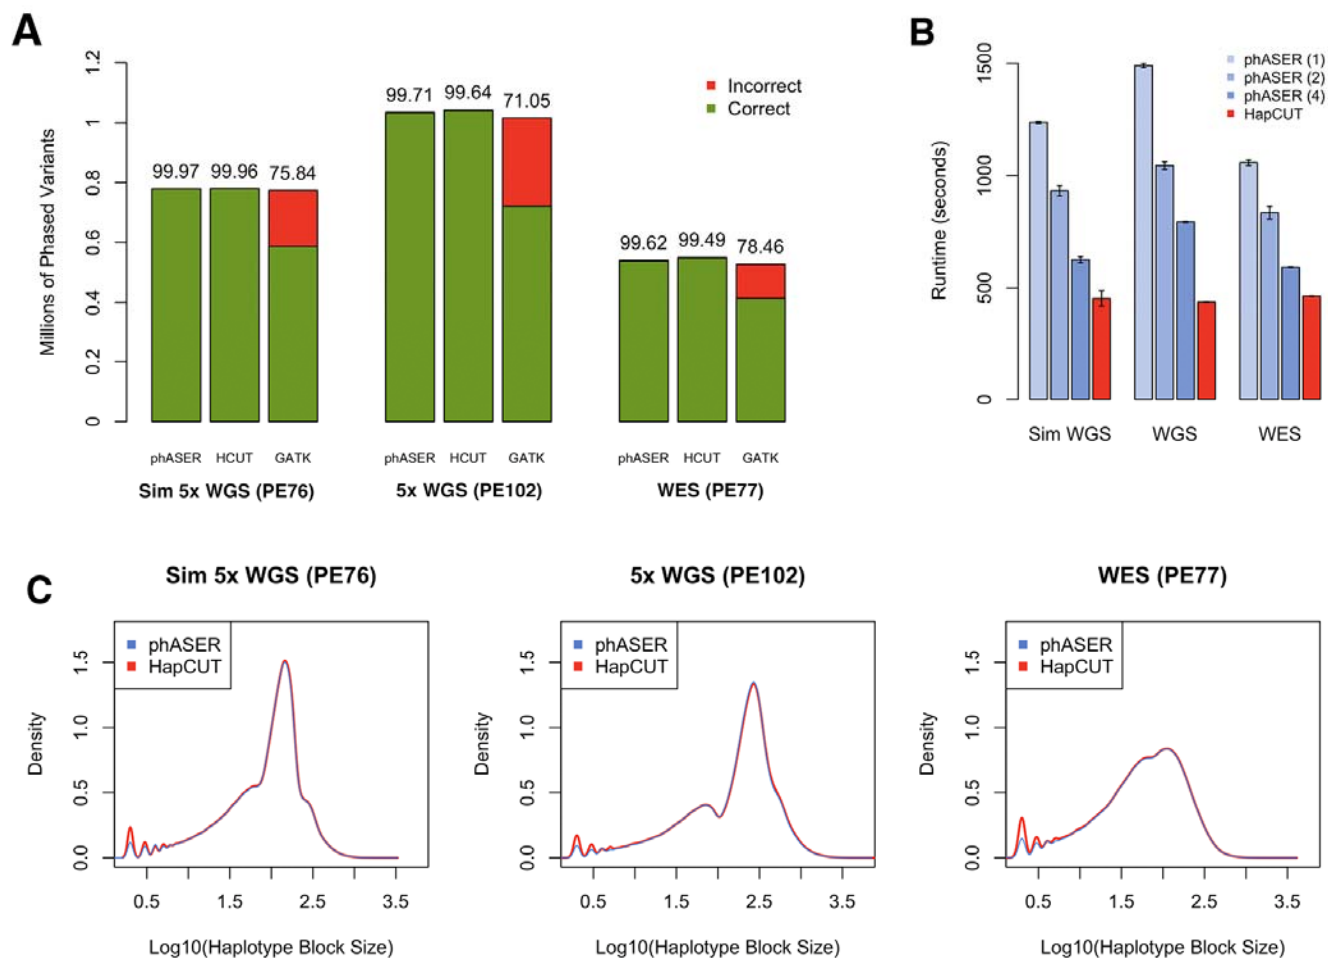 A
Millions of Phased Variants
1.2
1
0.8
0.6
0.4
0.2
0
99.97 99.96 75.84
99.71 99.64 71.05
99.62 99.49 78.46
Incorrect
Correct
phASER HCUT GATK
phASER HCUT GATK
phASER HCUT GATK
Sim 5x WGS (PE76)
5x WGS (PE102)
WES (PE77)
B
Runtime (seconds)
1500
1000
500
0
phASER (1)
phASER (2)
phASER (4)
HapCUT
Sim WGS WGS WES
C
Sim 5x WGS (PE76)
phASER
HapCUT
Density
1.5
1.0
0.5
0.0
0.5 1.5 2.5 3.5
Log10(Haplotype Block Size)
5x WGS (PE102)
phASER
HapCUT
Density
1.5
1.0
0.5
0.0
0.5 1.5 2.5 3.5
Log10(Haplotype Block Size)
WES (PE77)
phASER
HapCUT
Density
1.5
1.0
0.5
0.0
0.5 1.5 2.5 3.5
Log10(Haplotype Block Size)